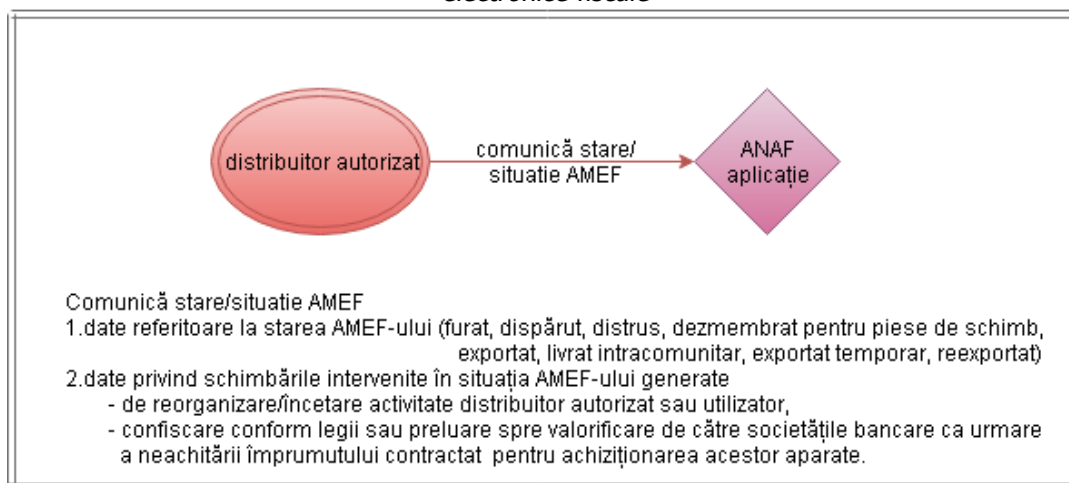 electronice fiscale
distribuitor autorizat
comunică stare/
situatie AMEF
ANAF
aplicație
Comunică stare/situatie AMEF
1.date referitoare la starea AMEF-ului (furat, dispărut, distrus, dezmembrat pentru piese de schimb,
exportat, livrat intracomunitar, exportat temporar, reexportat)
2.date privind schimbările intervenite în situația AMEF-ului generate
- de reorganizare/încetare activitate distribuitor autorizat sau utilizator,
- confiscare conform legii sau preluare spre valorificare de către societățile bancare ca urmare
a neachitării împrumutului contractat pentru achiziționarea acestor aparate.